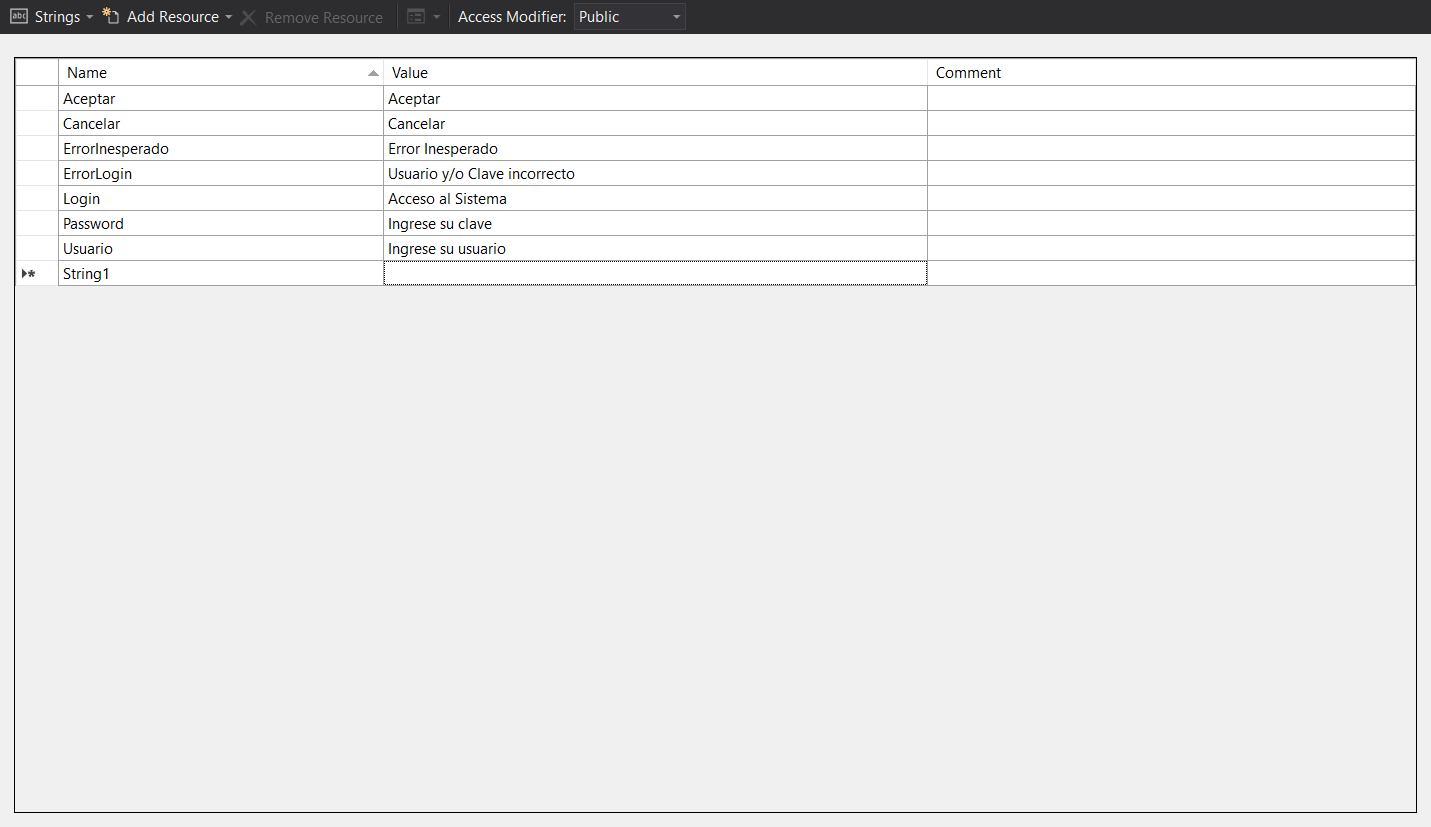 abc Strings Add Resource Remove Resource Access Modifier: Public
Name Value Comment
Aceptar Aceptar
Cancelar Cancelar
ErrorInesperado Error Inesperado
ErrorLogin Usuario y/o Clave incorrecto
Login Acceso al Sistema
Password Ingrese su clave
Usuario Ingrese su usuario
String1